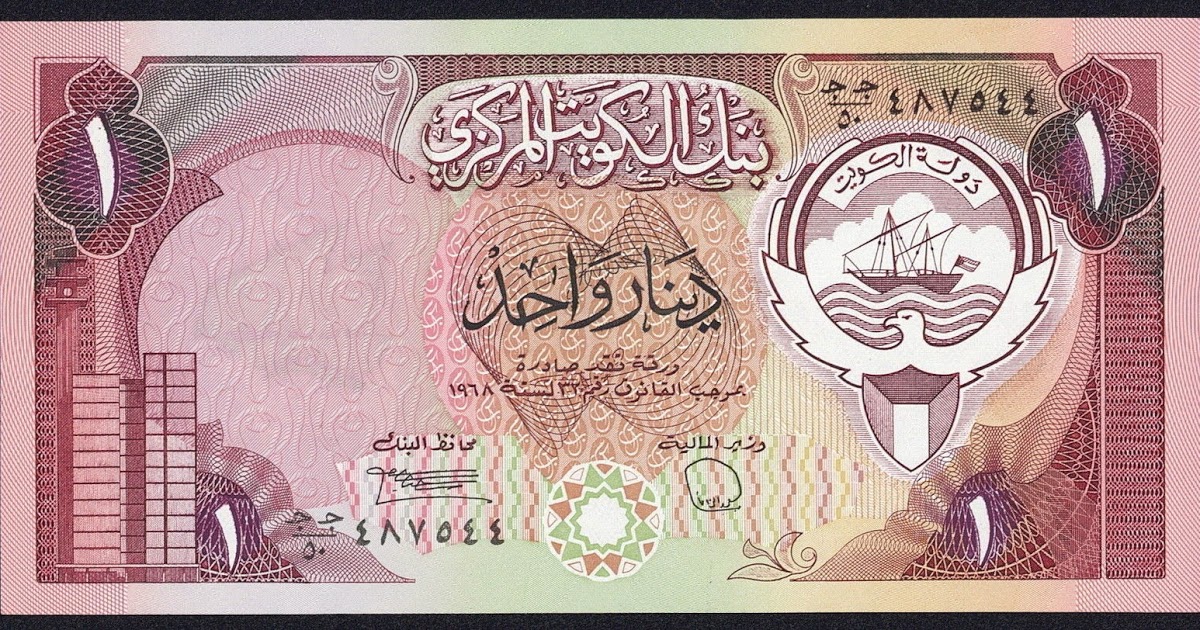 ١
١
بنك الكويت المركزي
ج ج / ٥٠ ٤٨٧٥٤٤
دولة الكويت
دينار واحد
ورقة نقد صادرة
بموجب القانون رقم ٣٢ لسنة ١٩٦٨
وزير المالية
محافظ البنك
ج ج / ٥٠ ٤٨٧٥٤٤
١
١